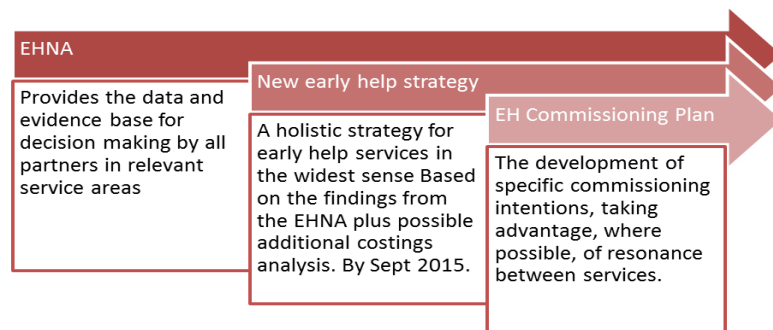 EHNA
Provides the data and
evidence base for
decision making by all
partners in relevant
service areas
New early help strategy
A holistic strategy for
early help services in
the widest sense Based
on the findings from
the EHNA plus possible
additional costings
analysis. By Sept 2015.
EH Commissioning Plan
The development of
specific commissioning
intentions, taking
advantage, where
possible, of resonance
between services.